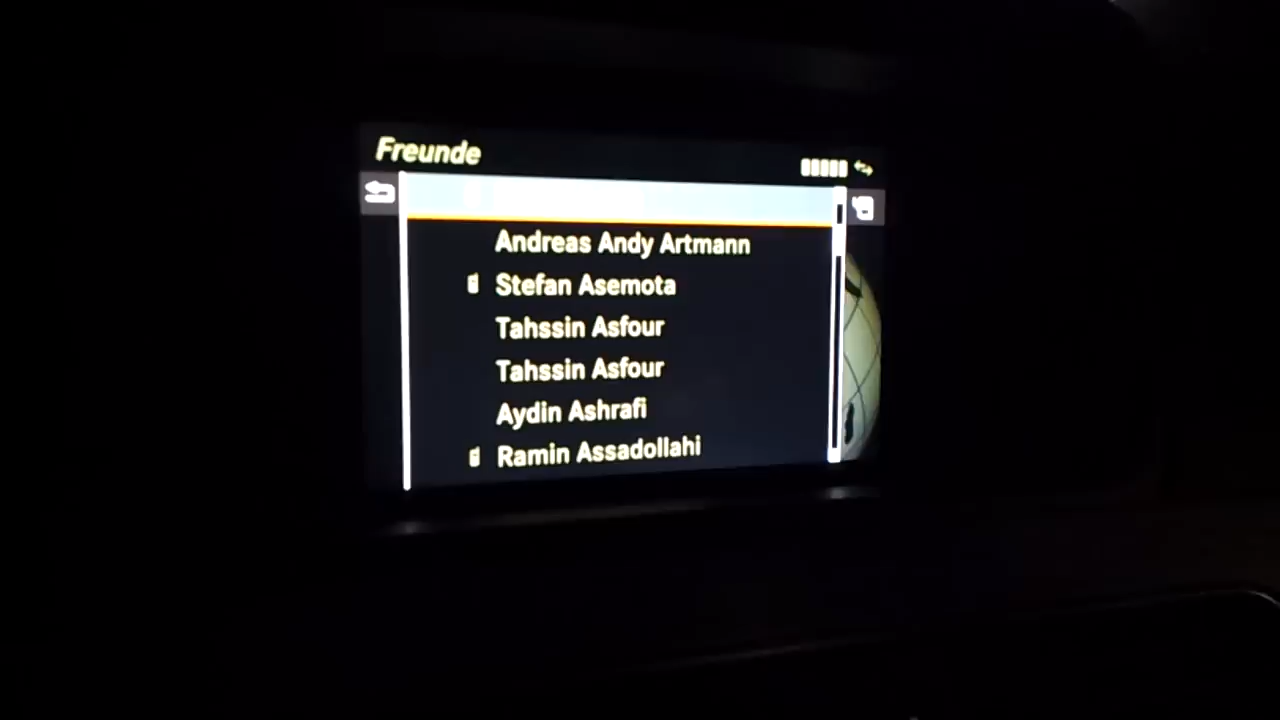 Freunde
Andreas Andy Artmann
Stefan Asemota
Tahssin Asfour
Tahssin Asfour
Aydin Ashrafi
Ramin Assadollahi